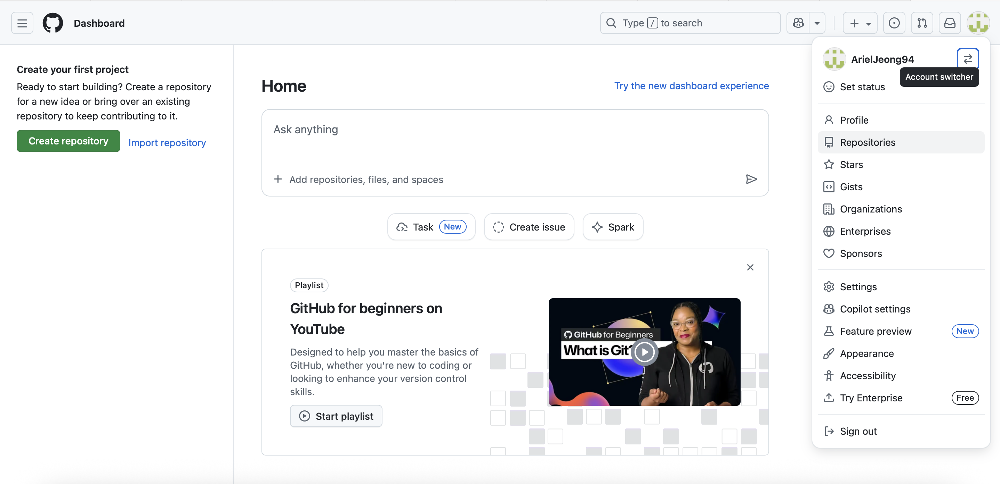 Dashboard
Type / to search
ArielJeong94
Account switcher
Set status
Profile
Repositories
Stars
Gists
Organizations
Enterprises
Sponsors
Settings
Copilot settings
Feature preview New
Appearance
Accessibility
Try Enterprise Free
Sign out
Create your first project
Ready to start building? Create a repository
for a new idea or bring over an existing
repository to keep contributing to it.
Create repository Import repository
Home
Try the new dashboard experience
Ask anything
Add repositories, files, and spaces
Task New
Create issue
Spark
Playlist
GitHub for beginners on
YouTube
Designed to help you master the basics of
GitHub, whether you're new to coding or
looking to enhance your version control
skills.
Start playlist
GitHub for Beginners
What is Git?